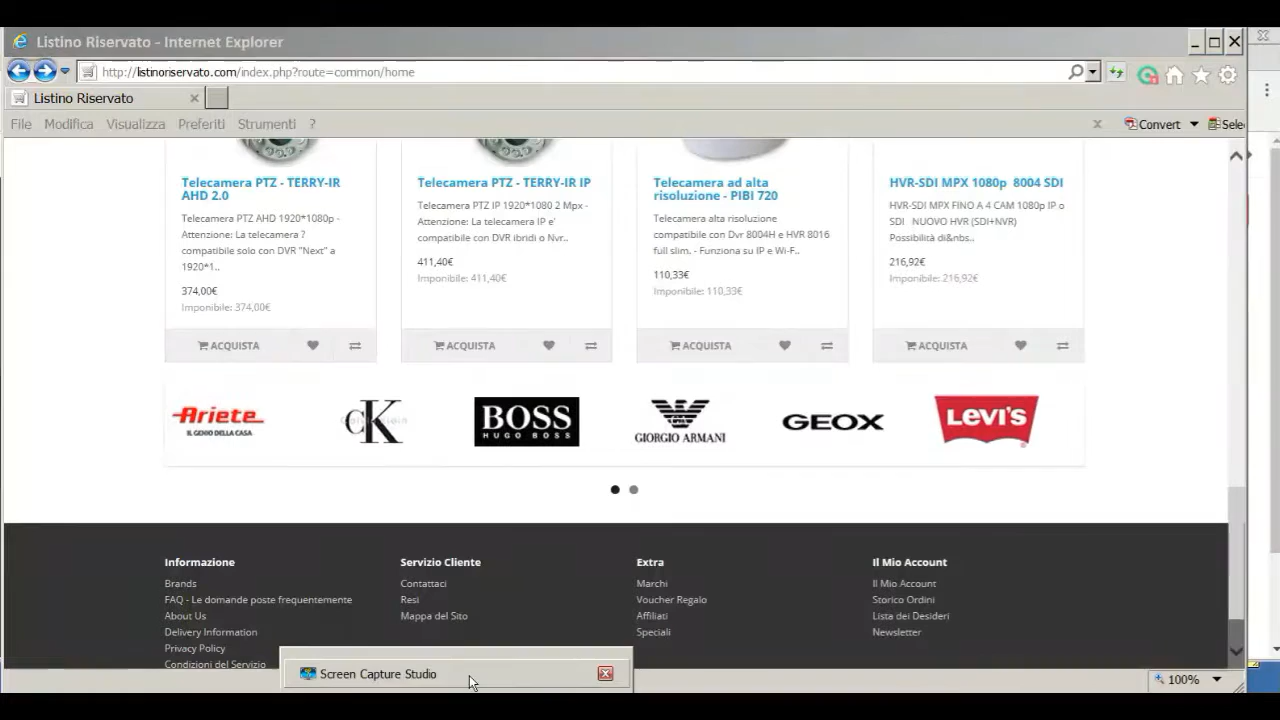 Listino Riservato - Internet Explorer
http://listinoriservato.com/index.php?route=common/home
Listino Riservato
File Modifica Visualizza Preferiti Strumenti ?
Convert
Sele
Telecamera PTZ - TERRY-IR
AHD 2.0
Telecamera PTZ AHD 1920*1080p -
Attenzione: La telecamera ?
compatibile solo con DVR "Next" a
1920*1..
374,00€
Imponibile: 374,00€
ACQUISTA
Telecamera PTZ - TERRY-IR IP
Telecamera PTZ IP 1920*1080 2 Mpx -
Attenzione: La telecamera IP e'
compatibile con DVR ibridi o Nvr..
411,40€
Imponibile: 411,40€
ACQUISTA
Telecamera ad alta
risoluzione - PIBI 720
Telecamera alta risoluzione
compatibile con Dvr 8004H e HVR 8016
full slim. - Funziona su IP e Wi-F..
110,33€
Imponibile: 110,33€
ACQUISTA
HVR-SDI MPX 1080p 8004 SDI
HVR-SDI MPX FINO A 4 CAM 1080p IP o
SDI NUOVO HVR (SDI+NVR)
Possibilità di&nbs..
216,92€
Imponibile: 216,92€
ACQUISTA
Ariete
IL GENIO DELLA CASA
CK
Calvin Klein
BOSS
HUGO BOSS
GIORGIO ARMANI
GEOX
LEVI'S
Informazione
Brands
FAQ - Le domande poste frequentemente
About Us
Delivery Information
Privacy Policy
Condizioni del Servizio
Servizio Cliente
Contattaci
Resi
Mappa del Sito
Extra
Marchi
Voucher Regalo
Affiliati
Speciali
Il Mio Account
Il Mio Account
Storico Ordini
Lista dei Desideri
Newsletter
Screen Capture Studio
100%